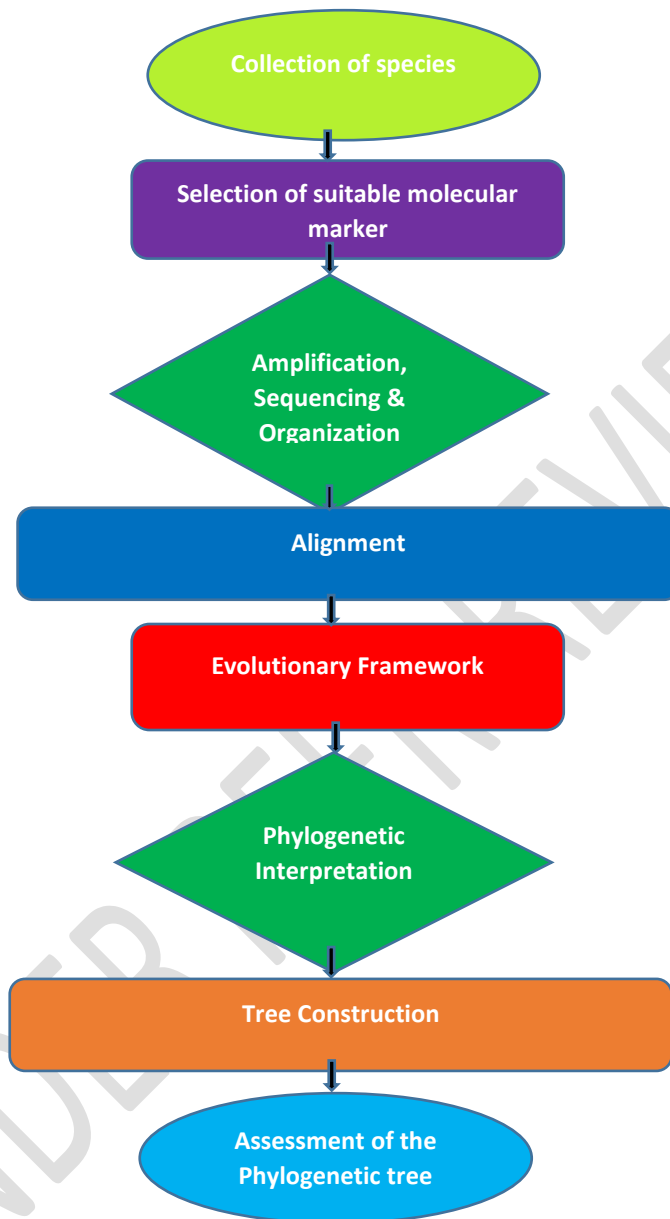 Collection of species
Selection of suitable molecular
marker
Amplification,
Sequencing &
Organization
Alignment
Evolutionary Framework
Phylogenetic
Interpretation
Tree Construction
Assessment of the
Phylogenetic tree